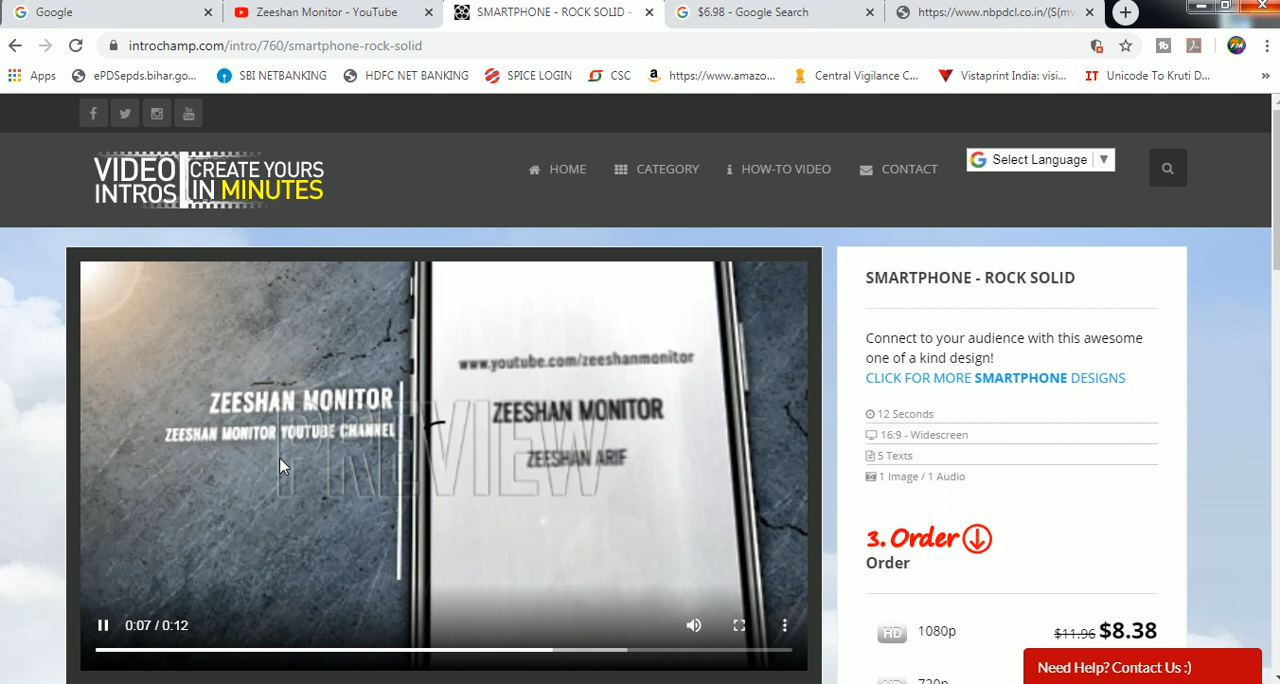 Google
Zeeshan Monitor - YouTube
SMARTPHONE - ROCK SOLID -
$6.98 - Google Search
https://www.nbpdcl.co.in/(S(mv
introchamp.com/intro/760/smartphone-rock-solid
Apps
ePDSepds.bihar.go...
SBI NETBANKING
HDFC NET BANKING
SPICE LOGIN
CSC
https://www.amazo...
Central Vigilance C...
Vistaprint India: visi...
IT Unicode To Kruti D...
VIDEO INTROS
CREATE YOURS IN MINUTES
HOME
CATEGORY
HOW-TO VIDEO
CONTACT
Select Language
ZEESHAN MONITOR
ZEESHAN MONITOR YOUTUBE CHANNEL
www.youtube.com/zeeshanmonitor
ZEESHAN MONITOR
ZEESHAN ARIF
PREVIEW
0:07 / 0:12
SMARTPHONE - ROCK SOLID
Connect to your audience with this awesome
one of a kind design!
CLICK FOR MORE SMARTPHONE DESIGNS
12 Seconds
16:9 - Widescreen
5 Texts
1 Image / 1 Audio
3. Order
Order
HD 1080p $11.96 $8.38
Need Help? Contact Us :)